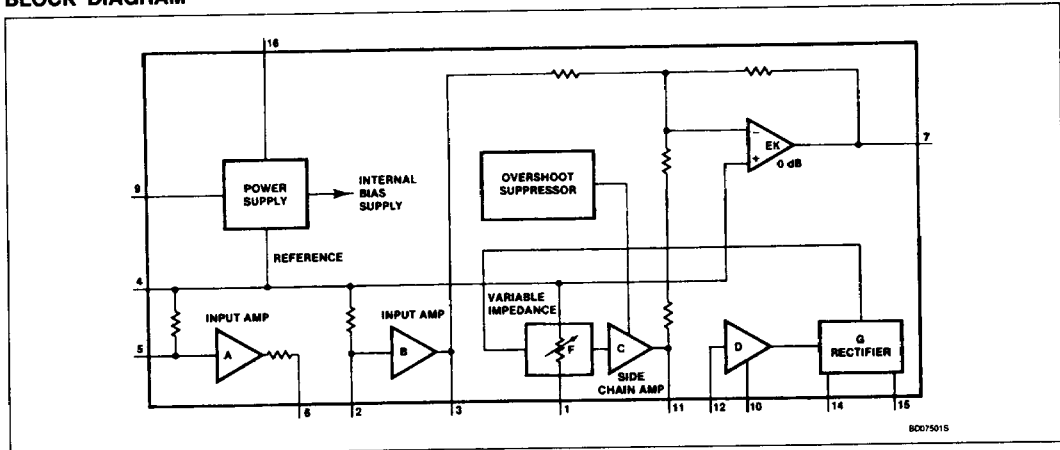 BLOCK DIAGRAM
16
7
EK
0 dB
−
+
OVERSHOOT
SUPPRESSOR
9
POWER
SUPPLY
INTERNAL
BIAS
SUPPLY
REFERENCE
4
VARIABLE
IMPEDANCE
INPUT AMP
INPUT AMP
5
A
B
F
C
SIDE
CHAIN AMP
D
G
RECTIFIER
6
2
3
1
11
12
10
14
15
BD07501S